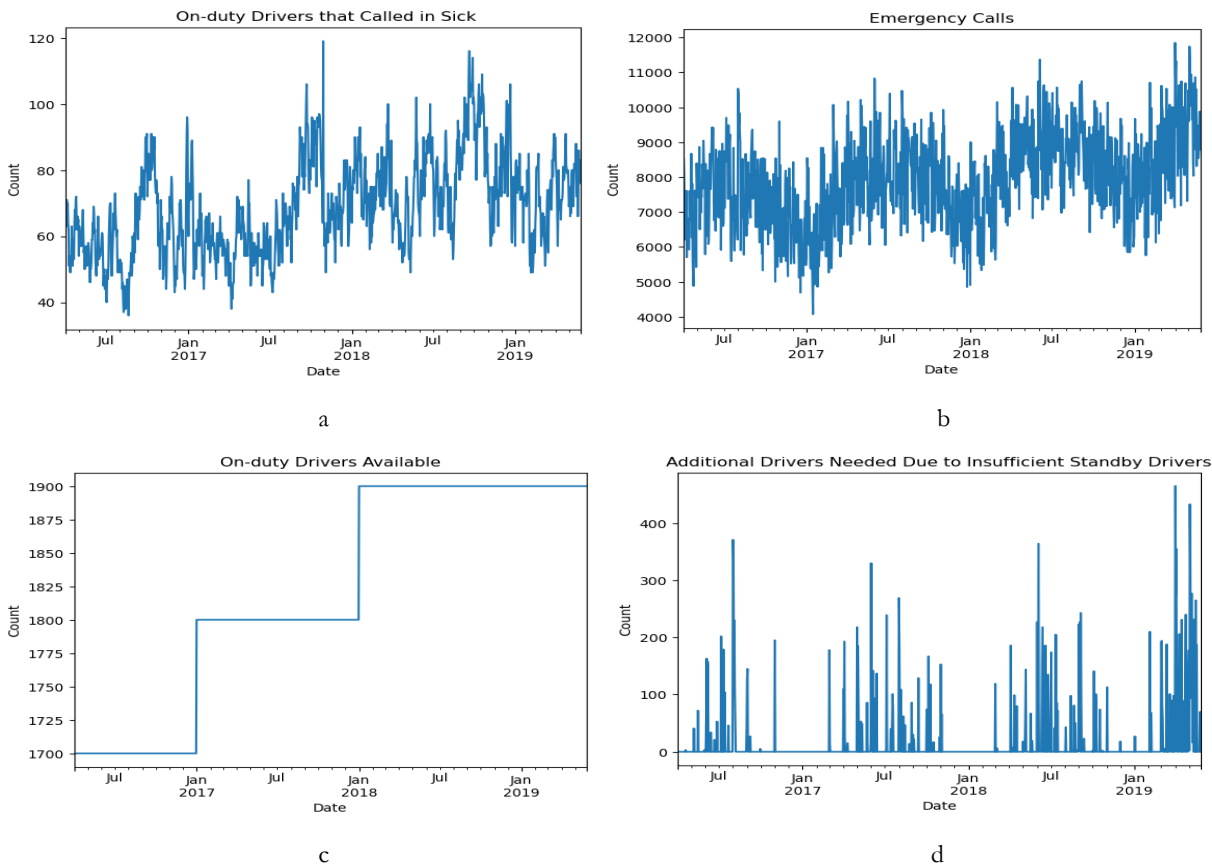 On-duty Drivers that Called in Sick
120
100
80
60
40
Count
Jul
Jan
2017
Jul
Jan
2018
Jul
Jan
2019
Date
a
Emergency Calls
12000
11000
10000
9000
8000
7000
6000
5000
4000
Count
Jul
Jan
2017
Jul
Jan
2018
Jul
Jan
2019
Date
b
On-duty Drivers Available
1900
1875
1850
1825
1800
1775
1750
1725
1700
Count
Jul
Jan
2017
Jul
Jan
2018
Jul
Jan
2019
Date
c
Additional Drivers Needed Due to Insufficient Standby Drivers
400
300
200
100
0
Count
Jul
Jan
2017
Jul
Jan
2018
Jul
Jan
2019
Date
d